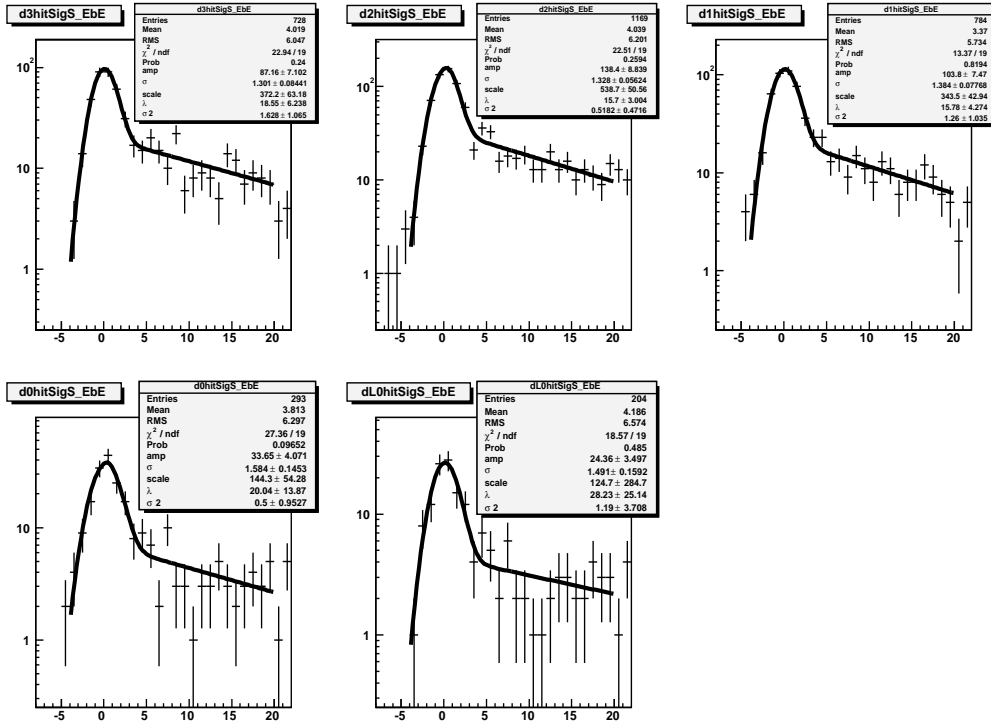 d3hitSigS_EbE
d3hitSigS_EbE
Entries 728
Mean 4.019
RMS 6.047
χ² / ndf 22.94 / 19
Prob 0.24
amp 87.16 ± 7.102
σ 1.301 ± 0.08441
scale 372.2 ± 63.18
λ 18.55 ± 6.238
σ 2 1.628 ± 1.065
10²
10
1
-5 0 5 10 15 20
d2hitSigS_EbE
d2hitSigS_EbE
Entries 1169
Mean 4.039
RMS 6.201
χ² / ndf 22.51 / 19
Prob 0.2594
amp 138.4 ± 8.839
σ 1.328 ± 0.05624
scale 538.7 ± 50.56
λ 15.7 ± 3.004
σ 2 0.5182 ± 0.4716
10²
10
1
-5 0 5 10 15 20
d1hitSigS_EbE
d1hitSigS_EbE
Entries 784
Mean 3.37
RMS 5.734
χ² / ndf 13.37 / 19
Prob 0.8194
amp 103.8 ± 7.47
σ 1.384 ± 0.07768
scale 343.5 ± 42.94
λ 15.78 ± 4.274
σ 2 1.26 ± 1.035
10²
10
1
-5 0 5 10 15 20
d0hitSigS_EbE
d0hitSigS_EbE
Entries 293
Mean 3.813
RMS 6.297
χ² / ndf 27.36 / 19
Prob 0.09652
amp 33.65 ± 4.071
σ 1.584 ± 0.1453
scale 144.3 ± 54.28
λ 20.04 ± 13.87
σ 2 0.5 ± 0.9527
10
1
-5 0 5 10 15 20
dL0hitSigS_EbE
dL0hitSigS_EbE
Entries 204
Mean 4.186
RMS 6.574
χ² / ndf 18.57 / 19
Prob 0.485
amp 24.36 ± 3.497
σ 1.491 ± 0.1592
scale 124.7 ± 284.7
λ 28.23 ± 25.14
σ 2 1.19 ± 3.708
10
1
-5 0 5 10 15 20